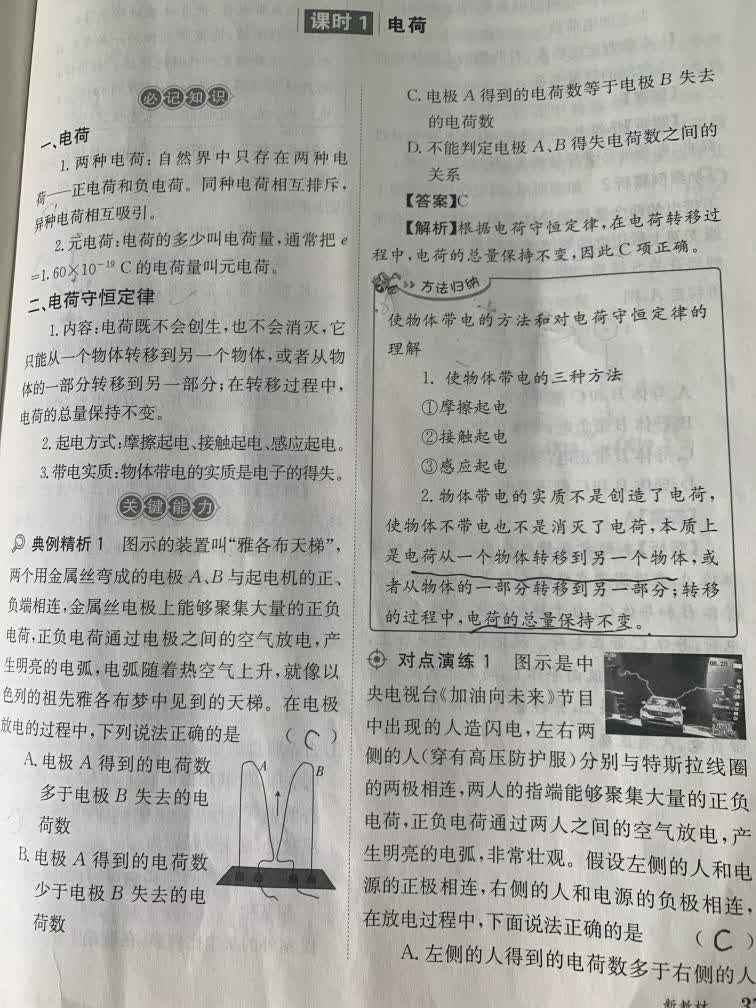 课时1 电荷
必记知识
一、电荷
1.两种电荷:自然界中只存在两种电
荷——正电荷和负电荷。同种电荷相互排斥,
异种电荷相互吸引。
2.元电荷:电荷的多少叫电荷量,通常把 e
=1.60×10⁻¹⁹ C 的电荷量叫元电荷。
二、电荷守恒定律
1.内容:电荷既不会创生,也不会消灭,它
只能从一个物体转移到另一个物体,或者从物
体的一部分转移到另一部分;在转移过程中,
电荷的总量保持不变。
2.起电方式:摩擦起电、接触起电、感应起电。
3.带电实质:物体带电的实质是电子的得失。
关键能力
典例精析1 图示的装置叫“雅各布天梯”,
两个用金属丝弯成的电极 A、B 与起电机的正、
负端相连,金属丝电极上能够聚集大量的正负
电荷,正负电荷通过电极之间的空气放电,产
生明亮的电弧,电弧随着热空气上升,就像以
色列的祖先雅各布梦中见到的天梯。在电极
放电的过程中,下列说法正确的是 ( C )
A.电极 A 得到的电荷数
多于电极 B 失去的电
荷数
B.电极 A 得到的电荷数
少于电极 B 失去的电
荷数
A
B
C.电极 A 得到的电荷数等于电极 B 失去
的电荷数
D.不能判定电极 A、B 得失电荷数之间的
关系
【答案】C
【解析】根据电荷守恒定律,在电荷转移过
程中,电荷的总量保持不变,因此 C 项正确。
方法归纳
使物体带电的方法和对电荷守恒定律的
理解
1.使物体带电的三种方法
①摩擦起电
②接触起电
③感应起电
2.物体带电的实质不是创造了电荷,
使物体不带电也不是消灭了电荷,本质上
是电荷从一个物体转移到另一个物体,或
者从物体的一部分转移到另一部分;转移
的过程中,电荷的总量保持不变。
对点演练1 图示是中
央电视台《加油向未来》节目
中出现的人造闪电,左右两
侧的人(穿有高压防护服)分别与特斯拉线圈
的两极相连,两人的指端能够聚集大量的正负
电荷,正负电荷通过两人之间的空气放电,产
生明亮的电弧,非常壮观。假设左侧的人和电
源的正极相连,右侧的人和电源的负极相连,
在放电过程中,下面说法正确的是 ( C )
A.左侧的人得到的电荷数多于右侧的人
08.28
新教材 3